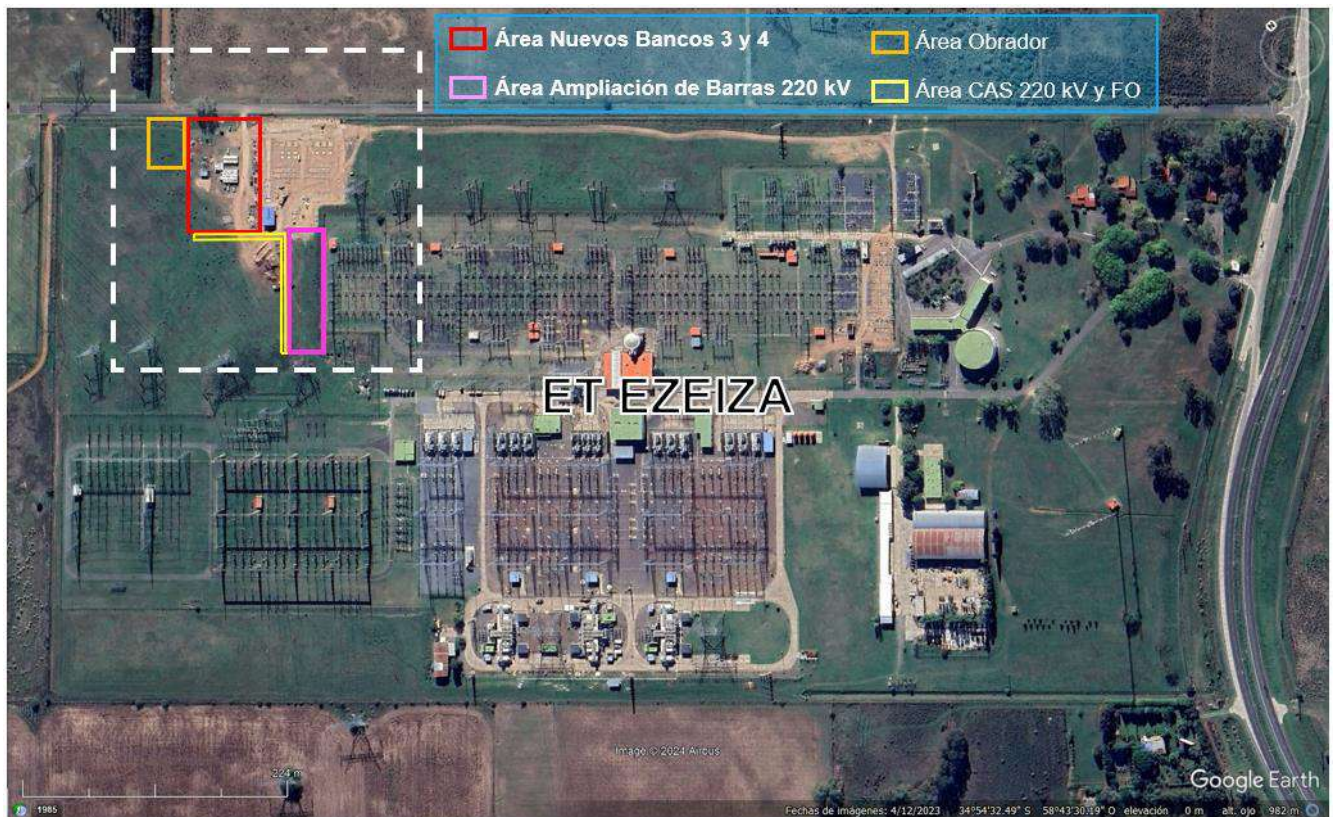 Área Nuevos Bancos 3 y 4
Área Obrador
Área Ampliación de Barras 220 kV
Área CAS 220 kV y FO
ET EZEIZA
Image © 2024 Airbus
224 m
Google Earth
1985
Fechas de imágenes: 4/12/2023 34°54'32.49" S 58°43'30.19" O elevación 0 m alt. ojo 982 m